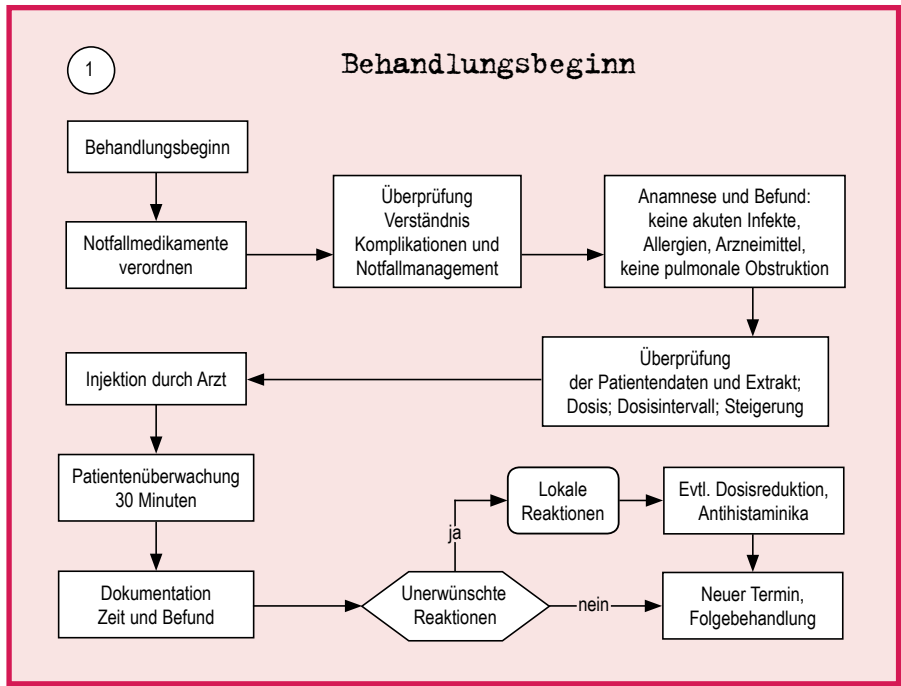 1
Behandlungsbeginn
Behandlungsbeginn
Notfallmedikamente
verordnen
Überprüfung
Verständnis
Komplikationen und
Notfallmanagement
Anamnese und Befund:
keine akuten Infekte,
Allergien, Arzneimittel,
keine pulmonale Obstruktion
Überprüfung
der Patientendaten und Extrakt;
Dosis; Dosisintervall; Steigerung
Injektion durch Arzt
Patientenüberwachung
30 Minuten
Dokumentation
Zeit und Befund
Unerwünschte
Reaktionen
ja
Lokale
Reaktionen
Evtl. Dosisreduktion,
Antihistaminika
nein
Neuer Termin,
Folgebehandlung